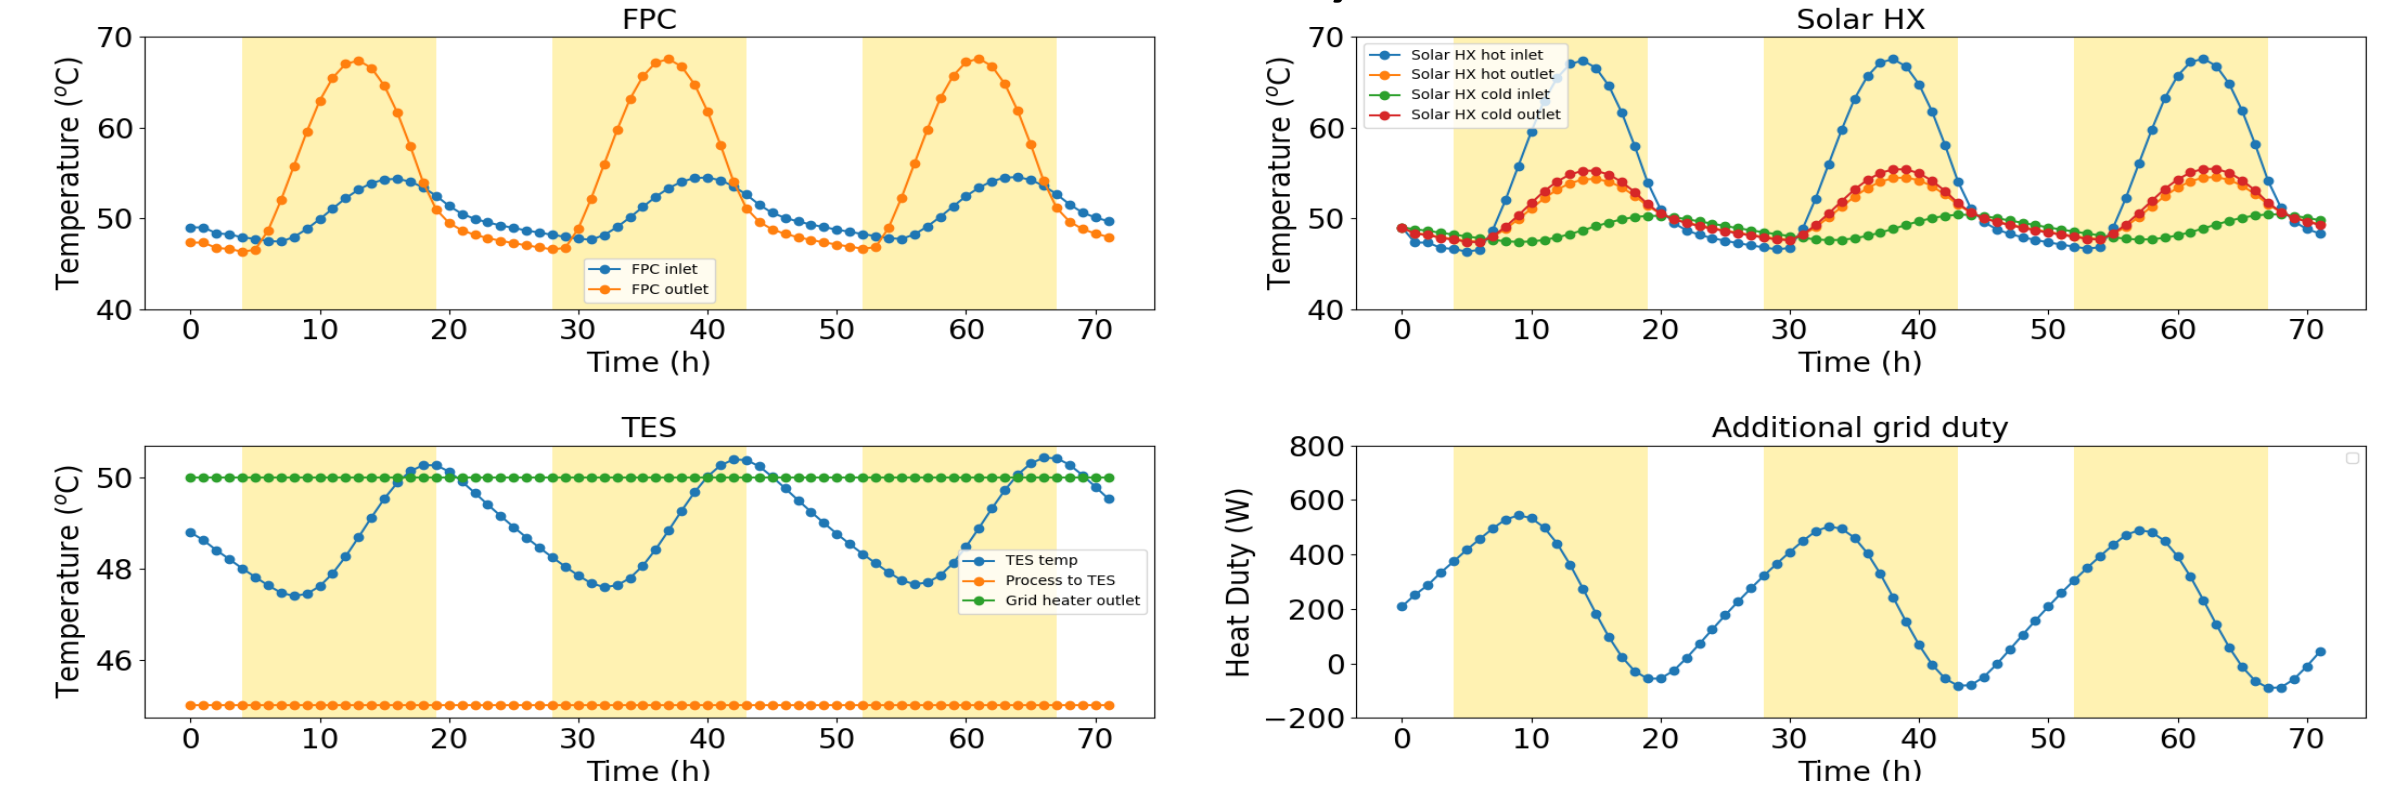 FPC
70
60
50
40
Temperature (°C)
FPC inlet
FPC outlet
0 10 20 30 40 50 60 70
Time (h)
Solar HX
70
60
50
40
Temperature (°C)
Solar HX hot inlet
Solar HX hot outlet
Solar HX cold inlet
Solar HX cold outlet
0 10 20 30 40 50 60 70
Time (h)
TES
50
48
46
Temperature (°C)
TES temp
Process to TES
Grid heater outlet
0 10 20 30 40 50 60 70
Time (h)
Additional grid duty
800
600
400
200
0
−200
Heat Duty (W)
0 10 20 30 40 50 60 70
Time (h)